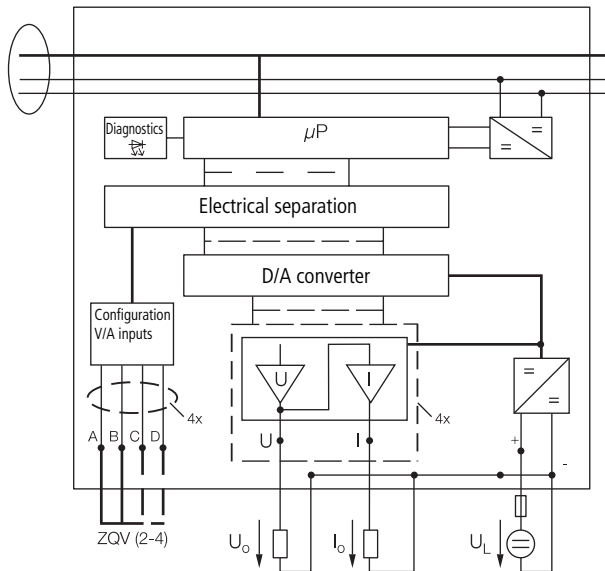 Diagnostics
µP
=
=
Electrical separation
D/A converter
Configuration
V/A inputs
U
I
=
=
4x
4x
A B C D
U
I
+
-
ZQV (2-4)
Uo
Io
UL
=